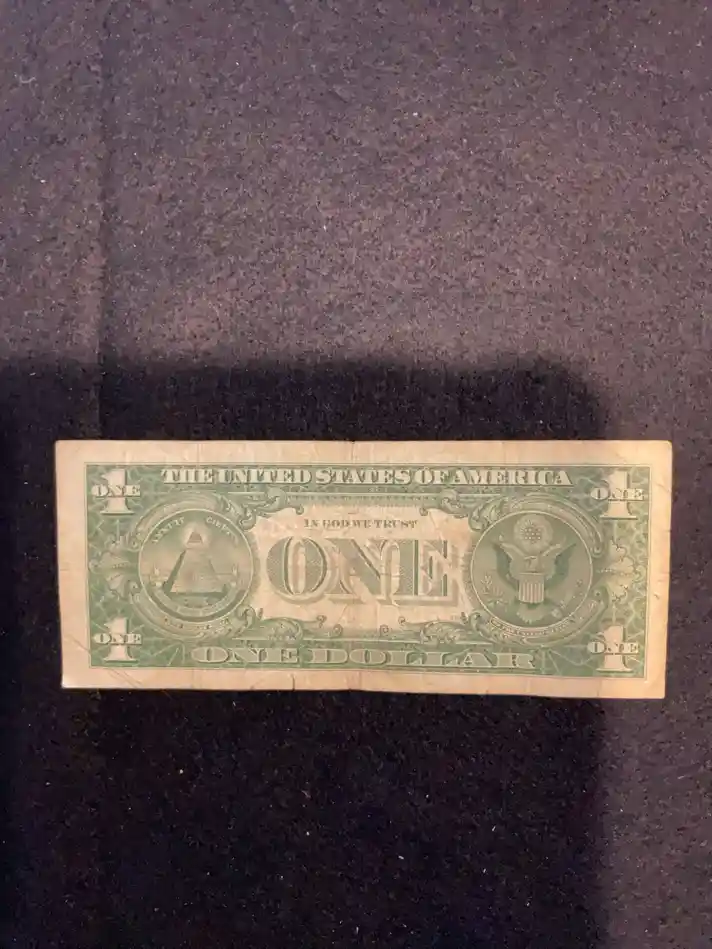 THE UNITED STATES OF AMERICA
ONE
1
ONE
1
IN GOD WE TRUST
ONE
ONE
1
ONE
1
ONE DOLLAR